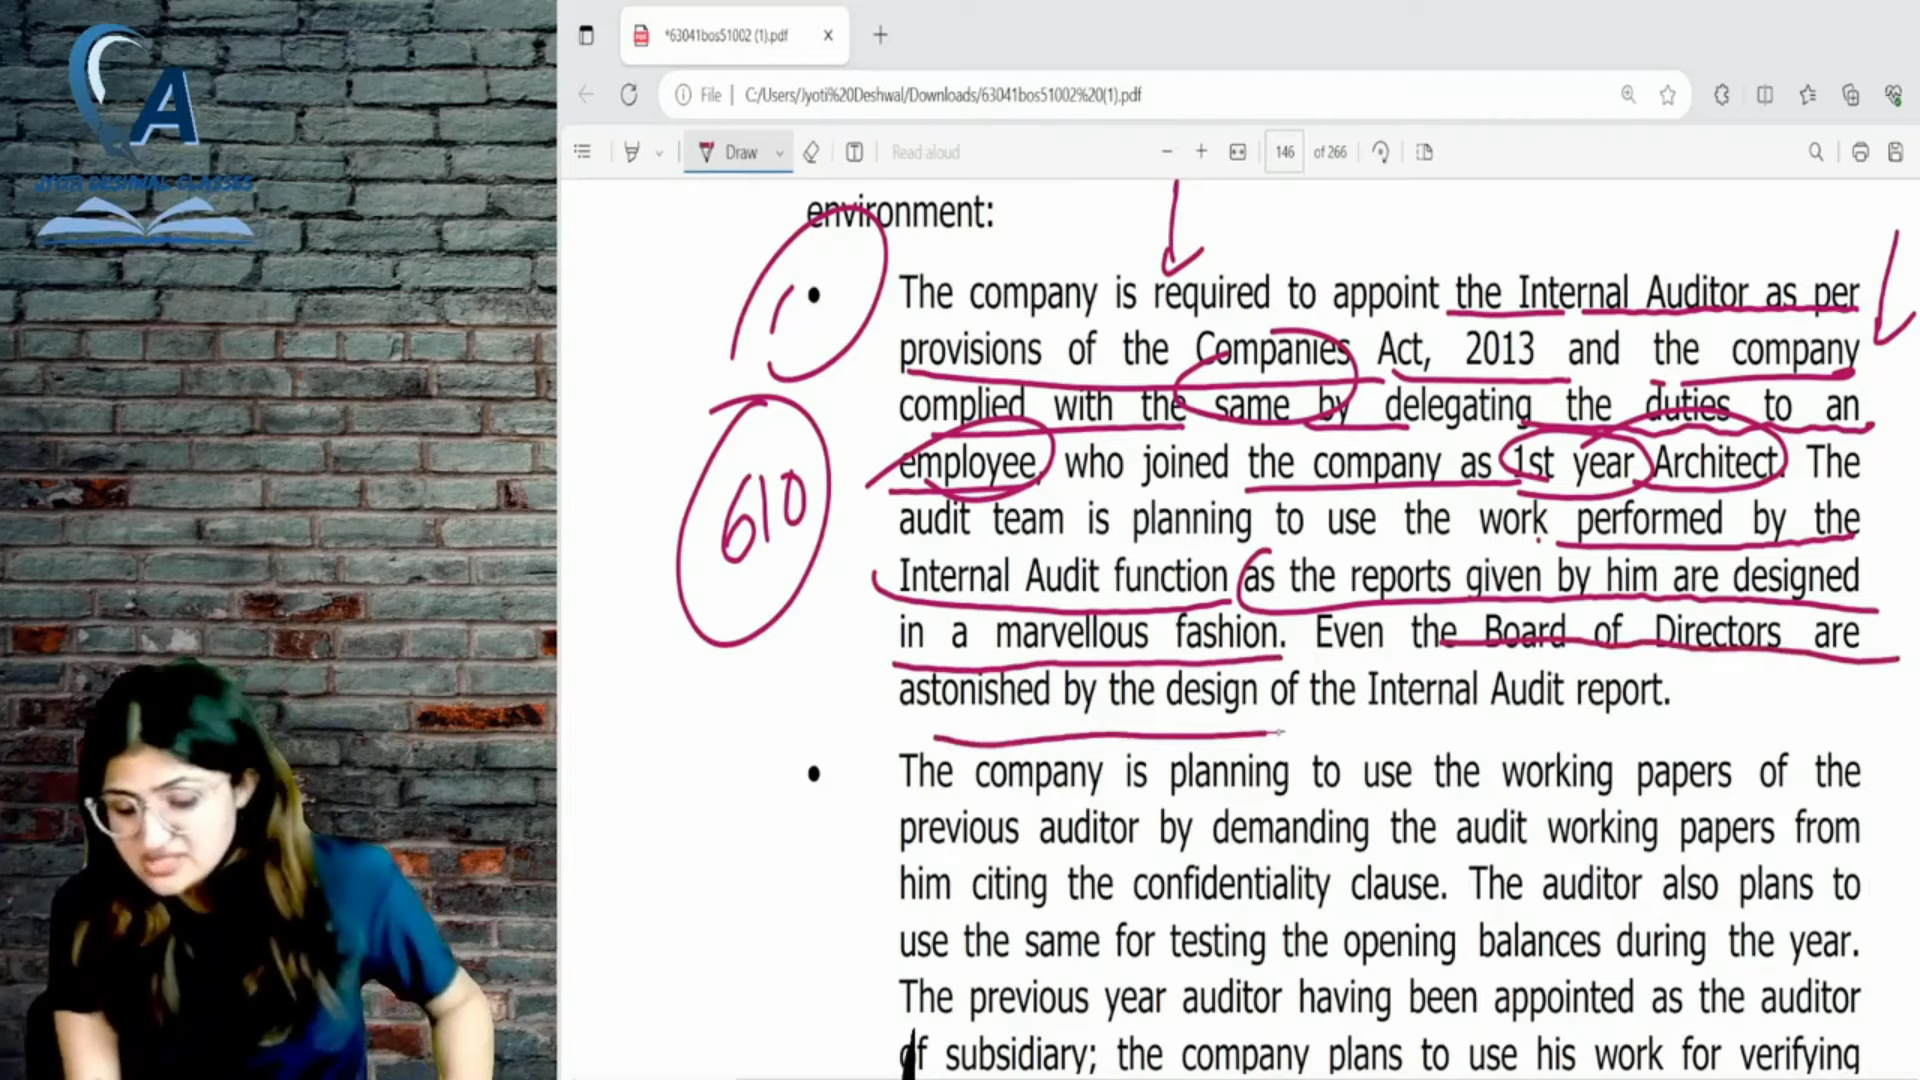 A
JYOTI DESHWAL CLASSES
*63041bos51002 (1).pdf
File | C:/Users/Jyoti%20Deshwal/Downloads/63041bos51002%20(1).pdf
Draw
Read aloud
146 of 266
environment:
• The company is required to appoint the Internal Auditor as per
provisions of the Companies Act, 2013 and the company
complied with the same by delegating the duties to an
employee, who joined the company as 1st year Architect. The
audit team is planning to use the work performed by the
Internal Audit function as the reports given by him are designed
in a marvellous fashion. Even the Board of Directors are
astonished by the design of the Internal Audit report.
610
• The company is planning to use the working papers of the
previous auditor by demanding the audit working papers from
him citing the confidentiality clause. The auditor also plans to
use the same for testing the opening balances during the year.
The previous year auditor having been appointed as the auditor
of subsidiary; the company plans to use his work for verifying